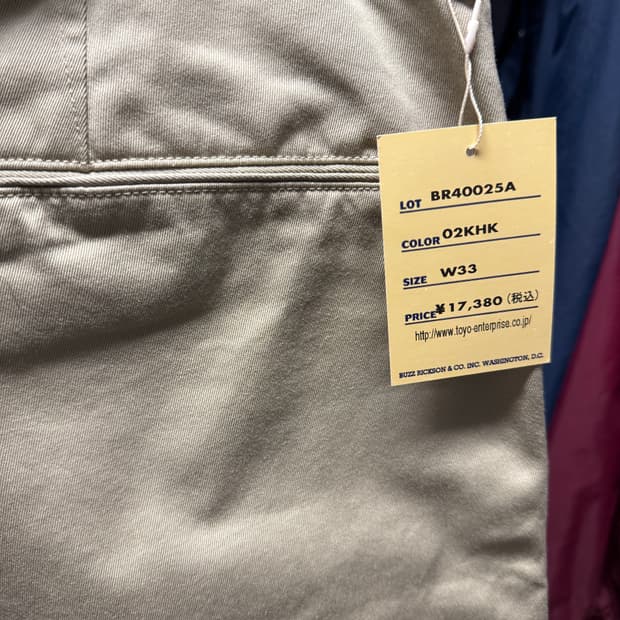 LOT BR40025A
COLOR 02KHK
SIZE W33
PRICE ¥17,380 (税込)
http://www.toyo-enterprise.co.jp/
BUZZ RICKSON & CO. INC. WASHINGTON, D.C.